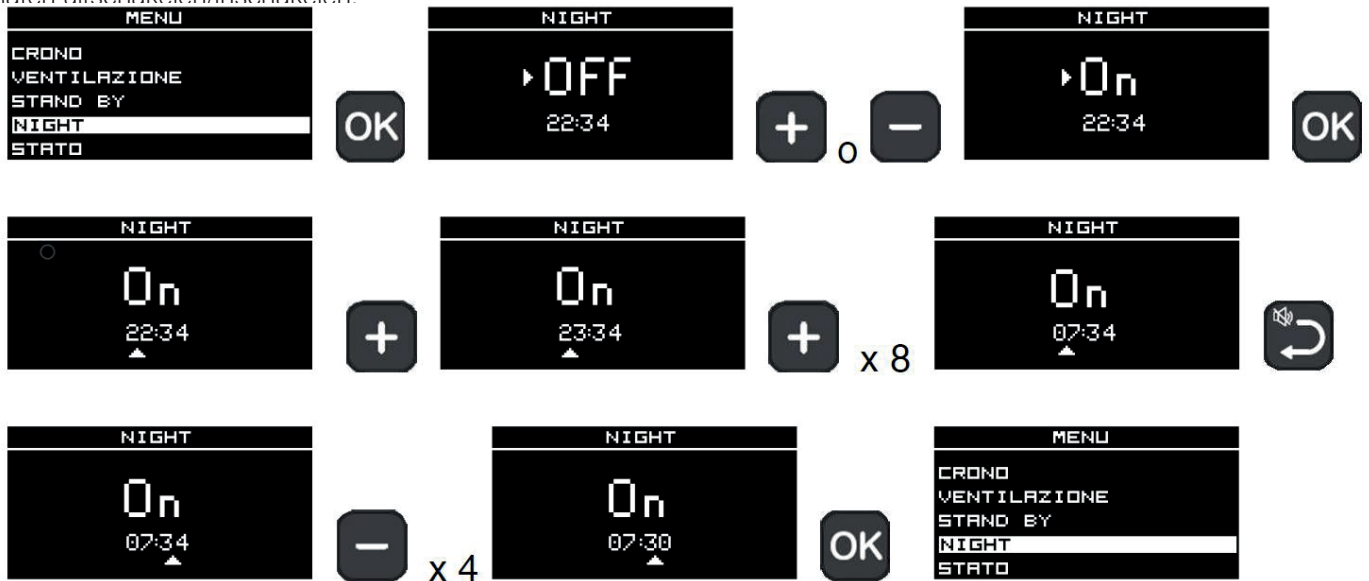 MENU
CRONO
VENTILAZIONE
STAND BY
NIGHT
STATO
OK
NIGHT
OFF
22:34
+ o −
NIGHT
On
22:34
OK
NIGHT
On
22:34
+
NIGHT
On
23:34
+ x 8
NIGHT
On
07:34
NIGHT
On
07:34
− x 4
NIGHT
On
07:30
OK
MENU
CRONO
VENTILAZIONE
STAND BY
NIGHT
STATO